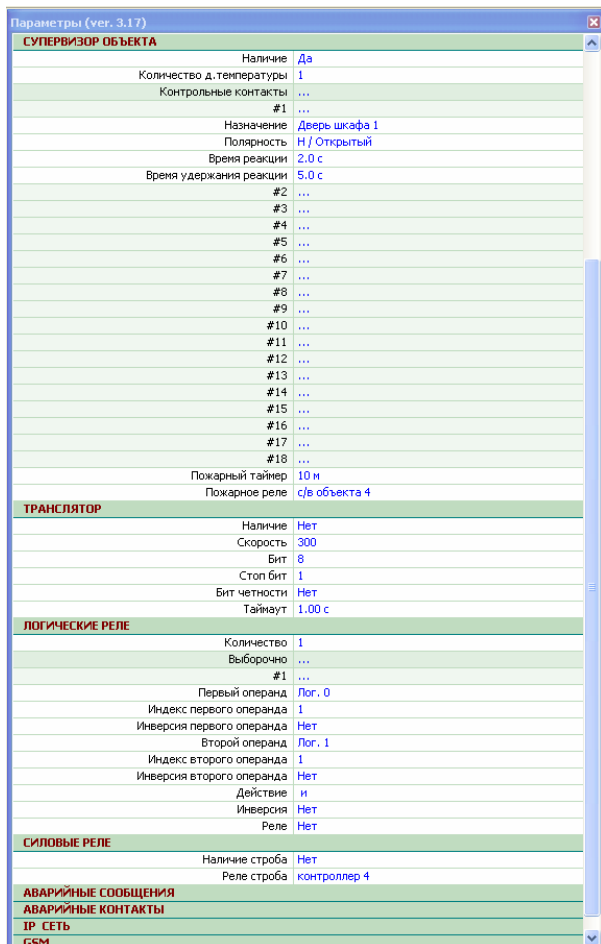 Параметры (ver. 3.17)
СУПЕРВИЗОР ОБЪЕКТА
Наличие Да
Количество д.температуры 1
Контрольные контакты ...
#1 ...
Назначение Дверь шкафа 1
Полярность Н / Открытый
Время реакции 2.0 с
Время удержания реакции 5.0 с
#2 ...
#3 ...
#4 ...
#5 ...
#6 ...
#7 ...
#8 ...
#9 ...
#10 ...
#11 ...
#12 ...
#13 ...
#14 ...
#15 ...
#16 ...
#17 ...
#18 ...
Пожарный таймер 10 м
Пожарное реле с/в объекта 4
ТРАНСЛЯТОР
Наличие Нет
Скорость 300
Бит 8
Стоп бит 1
Бит четности Нет
Таймаут 1.00 с
ЛОГИЧЕСКИЕ РЕЛЕ
Количество 1
Выборочно ...
#1 ...
Первый операнд Лог. 0
Индекс первого операнда 1
Инверсия первого операнда Нет
Второй операнд Лог. 1
Индекс второго операнда 1
Инверсия второго операнда Нет
Действие и
Инверсия Нет
Реле Нет
СИЛОВЫЕ РЕЛЕ
Наличие строба Нет
Реле строба контроллер 4
АВАРИЙНЫЕ СООБЩЕНИЯ
АВАРИЙНЫЕ КОНТАКТЫ
IP СЕТЬ
GSM